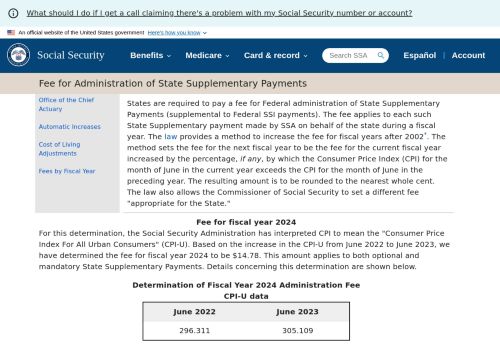 What should I do if I get a call claiming there's a problem with my Social Security number or account?
An official website of the United States government Here's how you know
Social Security
Benefits
Medicare
Card & record
Search SSA
Español
Account
Fee for Administration of State Supplementary Payments
Office of the Chief
Actuary
Automatic Increases
Cost of Living
Adjustments
Fees by Fiscal Year
States are required to pay a fee for Federal administration of State Supplementary
Payments (supplemental to Federal SSI payments). The fee applies to each such
State Supplementary payment made by SSA on behalf of the state during a fiscal
year. The law provides a method to increase the fee for fiscal years after 2002*. The
method sets the fee for the next fiscal year to be the fee for the current fiscal year
increased by the percentage, if any, by which the Consumer Price Index (CPI) for the
month of June in the current year exceeds the CPI for the month of June in the
preceding year. The resulting amount is to be rounded to the nearest whole cent.
The law also allows the Commissioner of Social Security to set a different fee
"appropriate for the State."
Fee for fiscal year 2024
For this determination, the Social Security Administration has interpreted CPI to mean the "Consumer Price
Index For All Urban Consumers" (CPI-U). Based on the increase in the CPI-U from June 2022 to June 2023, we
have determined the fee for fiscal year 2024 to be $14.78. This amount applies to both optional and
mandatory State Supplementary Payments. Details concerning this determination are shown below.
Determination of Fiscal Year 2024 Administration Fee
CPI-U data
June 2022 June 2023
296.311 305.109